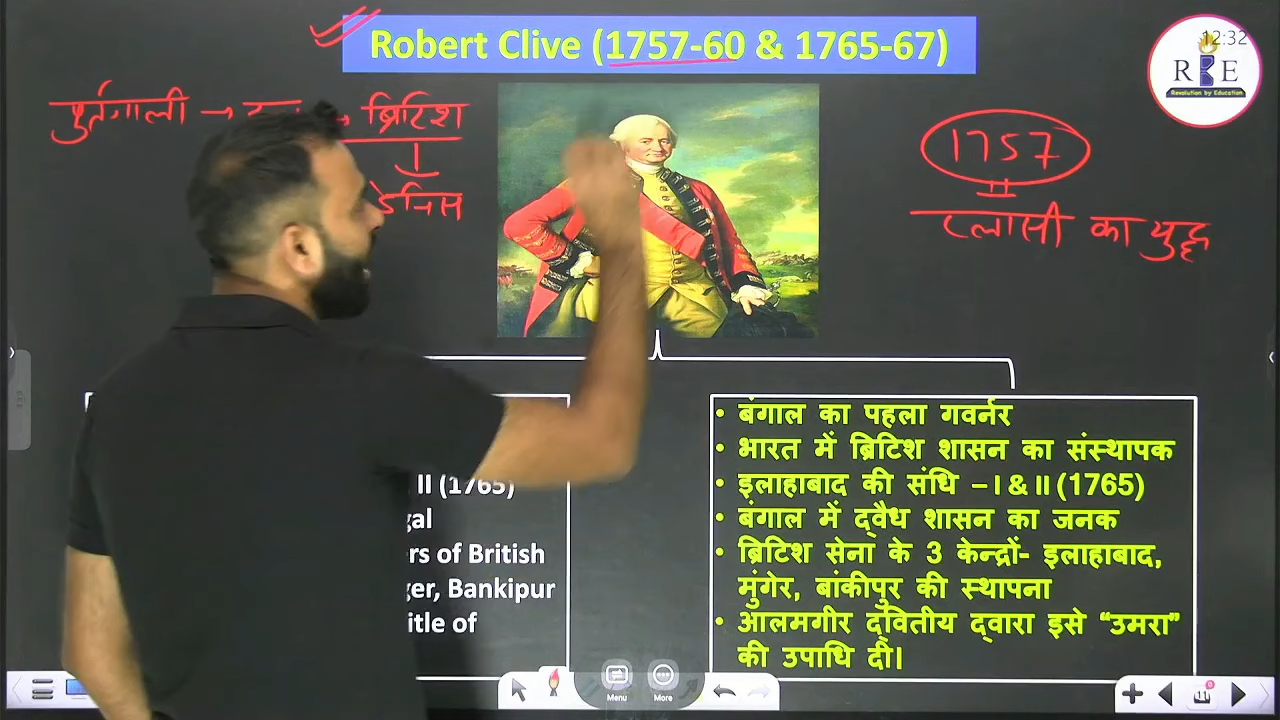 Robert Clive (1757-60 & 1765-67)
12:32
R E
Revolution by Education
पुर्तगाली → → ब्रिटिश
डेनिस
1757
प्लासी का युद्ध
II (1765)
gal
rs of British
ger, Bankipur
itle of
• बंगाल का पहला गवर्नर
• भारत में ब्रिटिश शासन का संस्थापक
• इलाहाबाद की संधि – I & II (1765)
• बंगाल में द्वैध शासन का जनक
• ब्रिटिश सेना के 3 केन्द्रों- इलाहाबाद,
मुंगेर, बांकीपुर की स्थापना
• आलमगीर द्वितीय द्वारा इसे “उमरा”
की उपाधि दी।
Menu
More
11